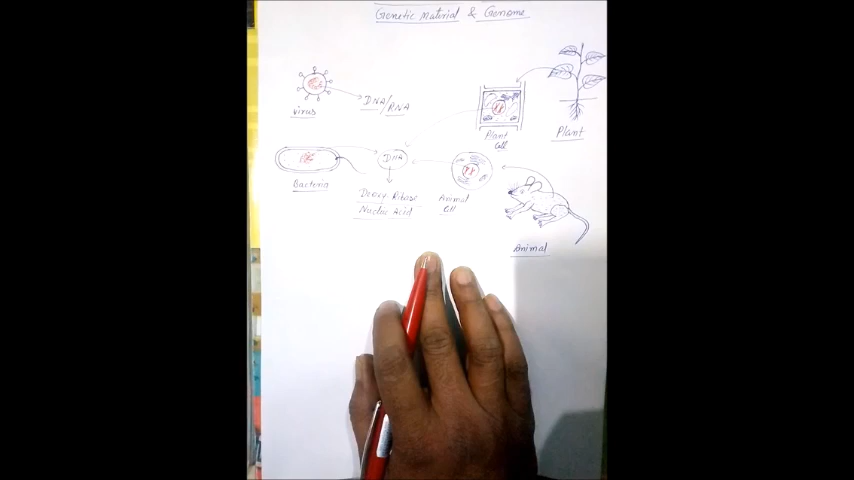 Genetic Material & Genome
Virus
DNA/RNA
Plant
Cell
Plant
DNA
Bacteria
Deoxy Ribose
Nucleic Acid
Animal
Cell
Animal